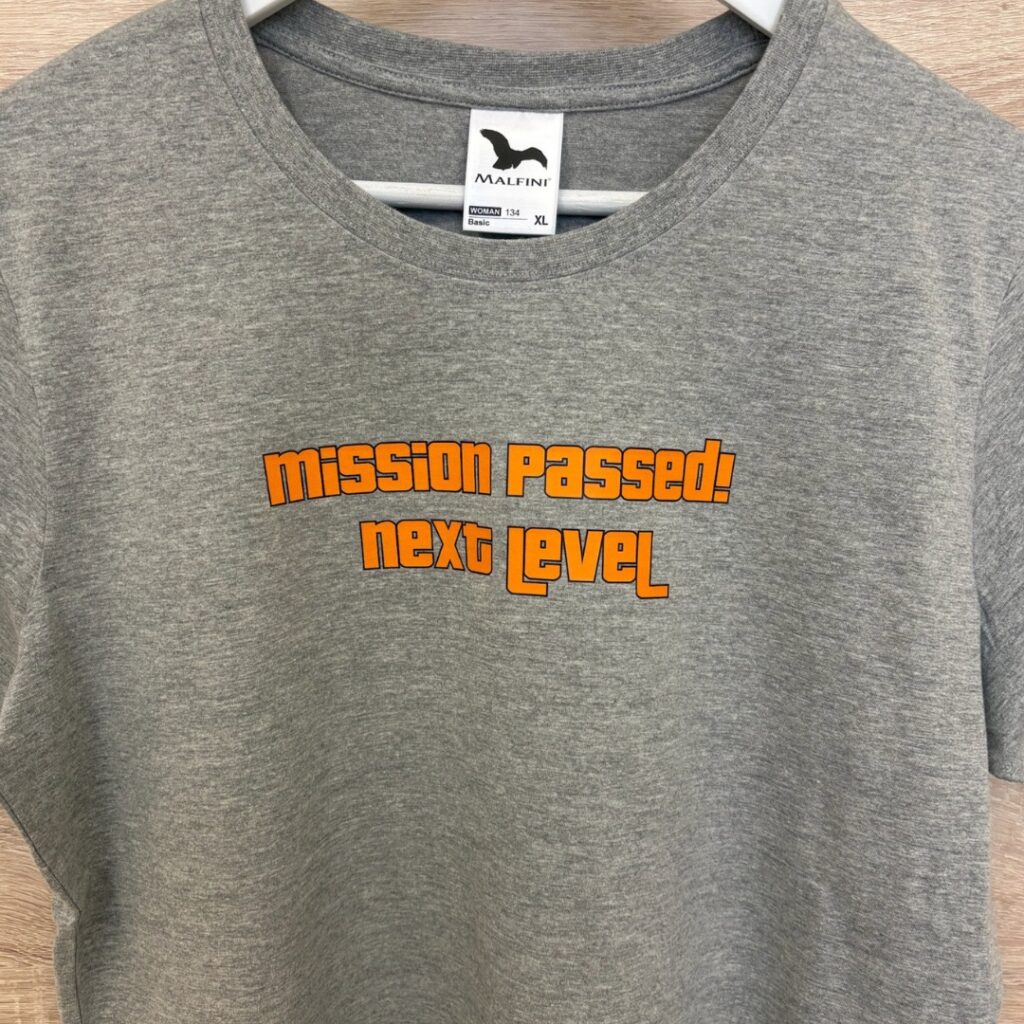 MALFINI®
WOMAN 134
Basic XL
mission passed!
next level